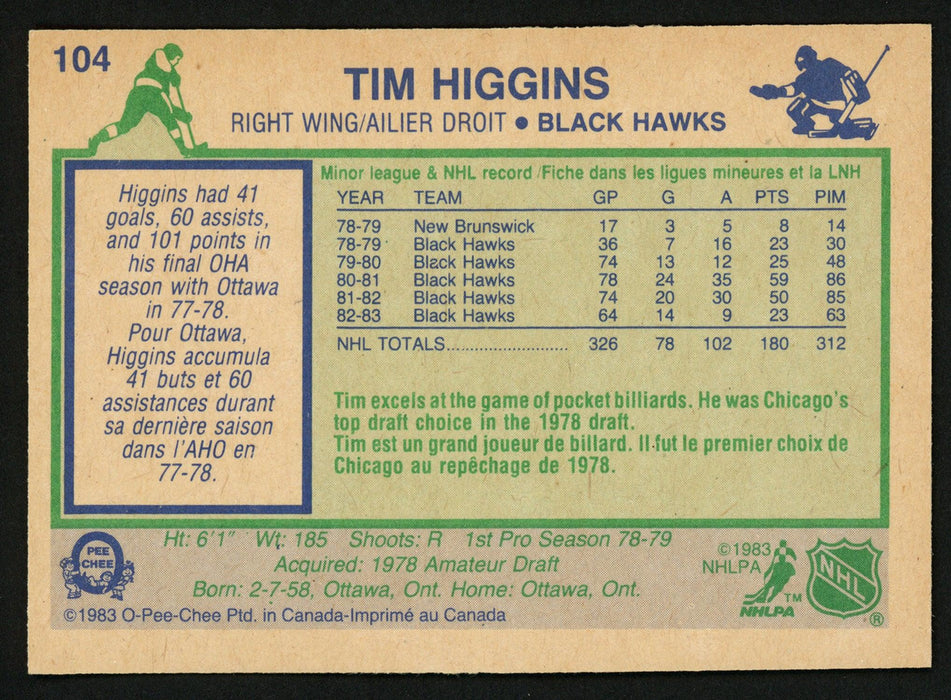 104
TIM HIGGINS
RIGHT WING/AILIER DROIT • BLACK HAWKS
Higgins had 41
goals, 60 assists,
and 101 points in
his final OHA
season with Ottawa
in 77-78.
Pour Ottawa,
Higgins accumula
41 buts et 60
assistances durant
sa dernière saison
dans l'AHO en
77-78.
Minor league & NHL record/Fiche dans les ligues mineures et la LNH
YEAR TEAM GP G A PTS PIM
78-79 New Brunswick 17 3 5 8 14
78-79 Black Hawks 36 7 16 23 30
79-80 Black Hawks 74 13 12 25 48
80-81 Black Hawks 78 24 35 59 86
81-82 Black Hawks 74 20 30 50 85
82-83 Black Hawks 64 14 9 23 63
NHL TOTALS........................... 326 78 102 180 312
Tim excels at the game of pocket billiards. He was Chicago's
top draft choice in the 1978 draft.
Tim est un grand joueur de billard. Il fut le premier choix de
Chicago au repêchage de 1978.
O PEE CHEE
Ht: 6'1" Wt: 185 Shoots: R 1st Pro Season 78-79
Acquired: 1978 Amateur Draft
Born: 2-7-58, Ottawa, Ont. Home: Ottawa, Ont.
©1983 O-Pee-Chee Ptd. in Canada-Imprimé au Canada
©1983
NHLPA
NHLPA TM
NHL ®